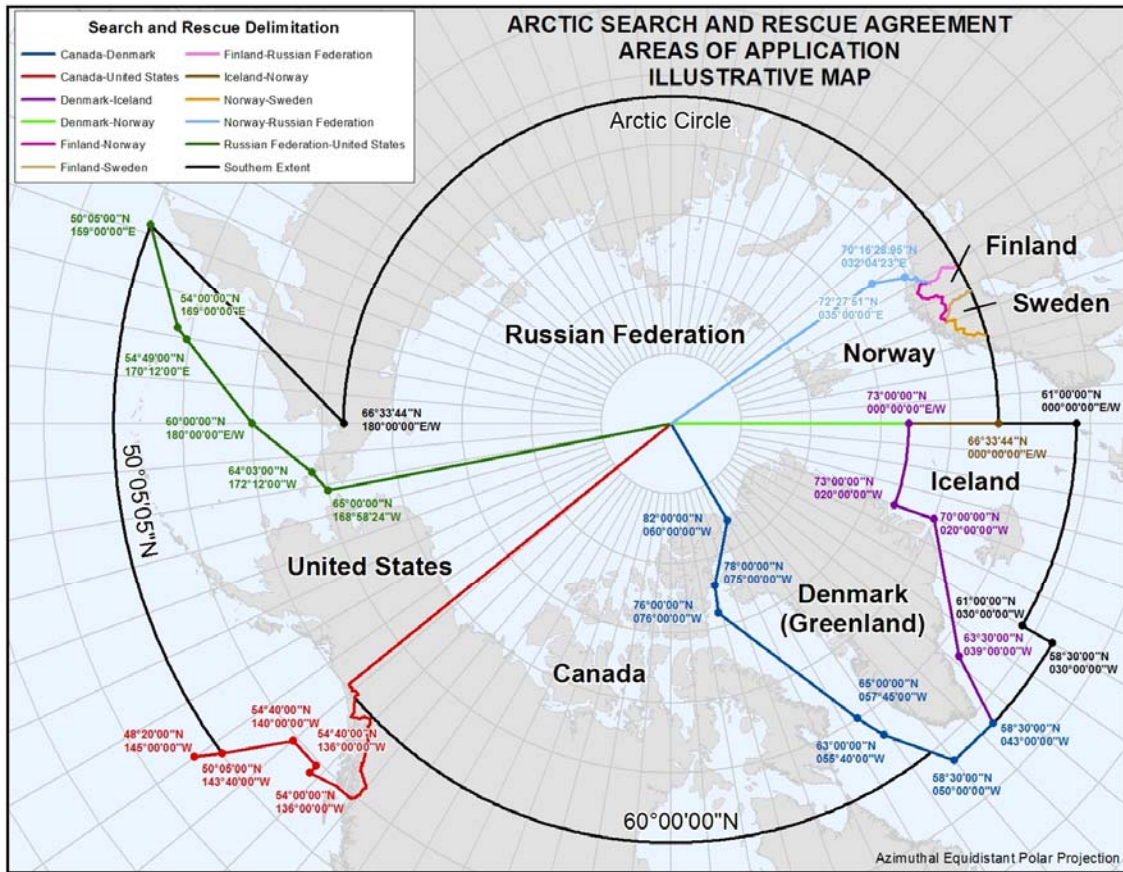 ARCTIC SEARCH AND RESCUE AGREEMENT
AREAS OF APPLICATION
ILLUSTRATIVE MAP
Search and Rescue Delimitation
Canada-Denmark
Canada-United States
Denmark-Iceland
Denmark-Norway
Finland-Norway
Finland-Sweden
Finland-Russian Federation
Iceland-Norway
Norway-Sweden
Norway-Russian Federation
Russian Federation-United States
Southern Extent
Arctic Circle
50°05'00"N
159°00'00"E
54°00'00"N
169°00'00"E
54°49'00"N
170°12'00"E
60°00'00"N
180°00'00"E/W
64°03'00"N
172°12'00"W
65°00'00"N
168°58'24"W
66°33'44"N
180°00'00"E/W
50°05'05"N
Russian Federation
70°16'28.95"N
032°04'23"E
72°27'51"N
035°00'00"E
Finland
Sweden
Norway
73°00'00"N
000°00'00"E/W
66°33'44"N
000°00'00"E/W
61°00'00"N
000°00'00"E/W
Iceland
73°00'00"N
020°00'00"W
70°00'00"N
020°00'00"W
61°00'00"N
030°00'00"W
63°30'00"N
039°00'00"W
58°30'00"N
030°00'00"W
58°30'00"N
043°00'00"W
United States
82°00'00"N
060°00'00"W
78°00'00"N
075°00'00"W
76°00'00"N
076°00'00"W
Denmark
(Greenland)
Canada
65°00'00"N
057°45'00"W
63°00'00"N
055°40'00"W
58°30'00"N
050°00'00"W
54°40'00"N
140°00'00"W
54°40'00"N
136°00'00"W
48°20'00"N
145°00'00"W
50°05'00"N
143°40'00"W
54°00'00"N
136°00'00"W
60°00'00"N
Azimuthal Equidistant Polar Projection